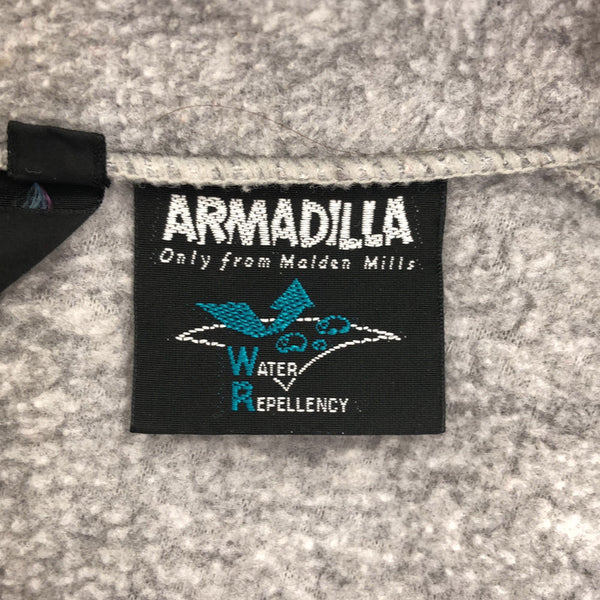 ARMADILLA
Only from Malden Mills
WATER
REPELLENCY